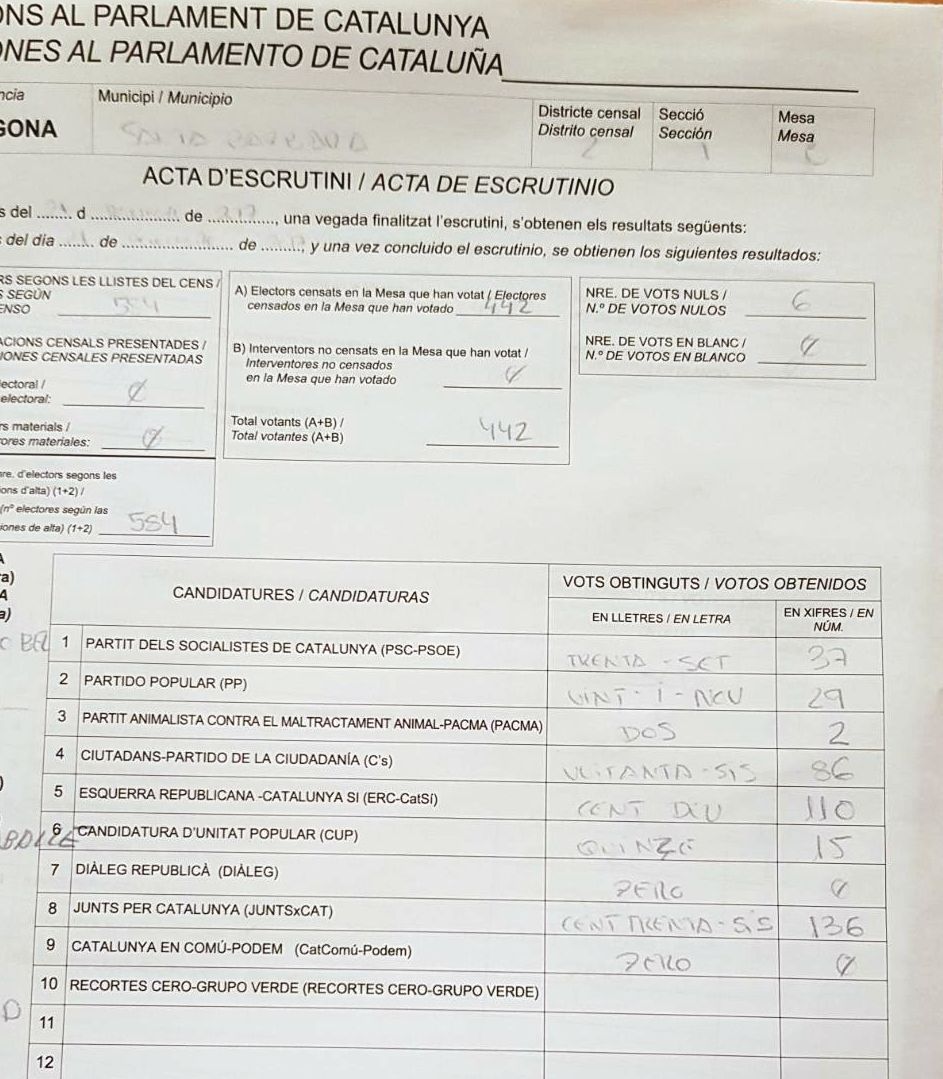 ONS AL PARLAMENT DE CATALUNYA
ONES AL PARLAMENTO DE CATALUÑA
ncia
Municipi / Municipio
Districte censal
Distrito censal
Secció
Sección
Mesa
Mesa
GONA
2
1
ACTA D'ESCRUTINI / ACTA DE ESCRUTINIO
s del ........ d ...................... de ................, una vegada finalitzat l'escrutini, s'obtenen els resultats següents:
s del día ........ de ...................... de ............, y una vez concluido el escrutinio, se obtienen los siguientes resultados:
RS SEGONS LES LLISTES DEL CENS /
S SEGÚN
ENSO
ACIONS CENSALS PRESENTADES /
IONES CENSALES PRESENTADAS
ectoral /
electoral: 0
rs materials /
ores materiales: 0
nre. d'electors segons les
ions d'alta) (1+2) /
(nº electores según las
iones de alta) (1+2) 554
A) Electors censats en la Mesa que han votat / Electores
censados en la Mesa que han votado 442
B) Interventors no censats en la Mesa que han votat /
Interventores no censados
en la Mesa que han votado 0
Total votants (A+B) /
Total votantes (A+B) 442
NRE. DE VOTS NULS /
N.º DE VOTOS NULOS 6
NRE. DE VOTS EN BLANC /
N.º DE VOTOS EN BLANCO 0
A
ra)
A
a)
CANDIDATURES / CANDIDATURAS
VOTS OBTINGUTS / VOTOS OBTENIDOS
EN LLETRES / EN LETRA
EN XIFRES / EN
NÚM.
1 PARTIT DELS SOCIALISTES DE CATALUNYA (PSC-PSOE) TRENTA-SET 37
2 PARTIDO POPULAR (PP) VINT-I-NOU 29
3 PARTIT ANIMALISTA CONTRA EL MALTRACTAMENT ANIMAL-PACMA (PACMA) DOS 2
4 CIUTADANS-PARTIDO DE LA CIUDADANÍA (C's) VUITANTA-SIS 86
5 ESQUERRA REPUBLICANA -CATALUNYA SI (ERC-CatSí) CENT DEU 110
6 CANDIDATURA D'UNITAT POPULAR (CUP) QUINZE 15
7 DIÀLEG REPUBLICÀ (DIÀLEG) ZERO 0
8 JUNTS PER CATALUNYA (JUNTSxCAT) CENT TRENTA-SIS 136
9 CATALUNYA EN COMÚ-PODEM (CatComú-Podem) ZERO 0
10 RECORTES CERO-GRUPO VERDE (RECORTES CERO-GRUPO VERDE)
11
12